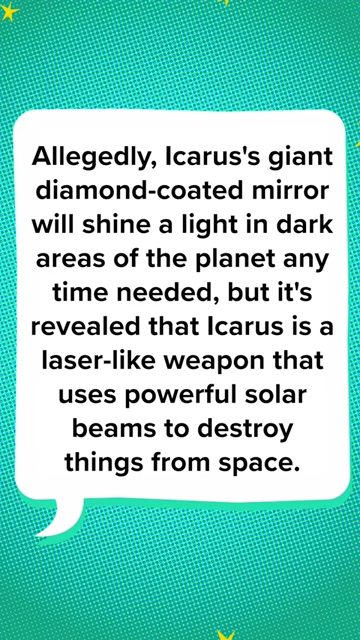 Allegedly, Icarus's giant
diamond-coated mirror
will shine a light in dark
areas of the planet any
time needed, but it's
revealed that Icarus is a
laser-like weapon that
uses powerful solar
beams to destroy
things from space.